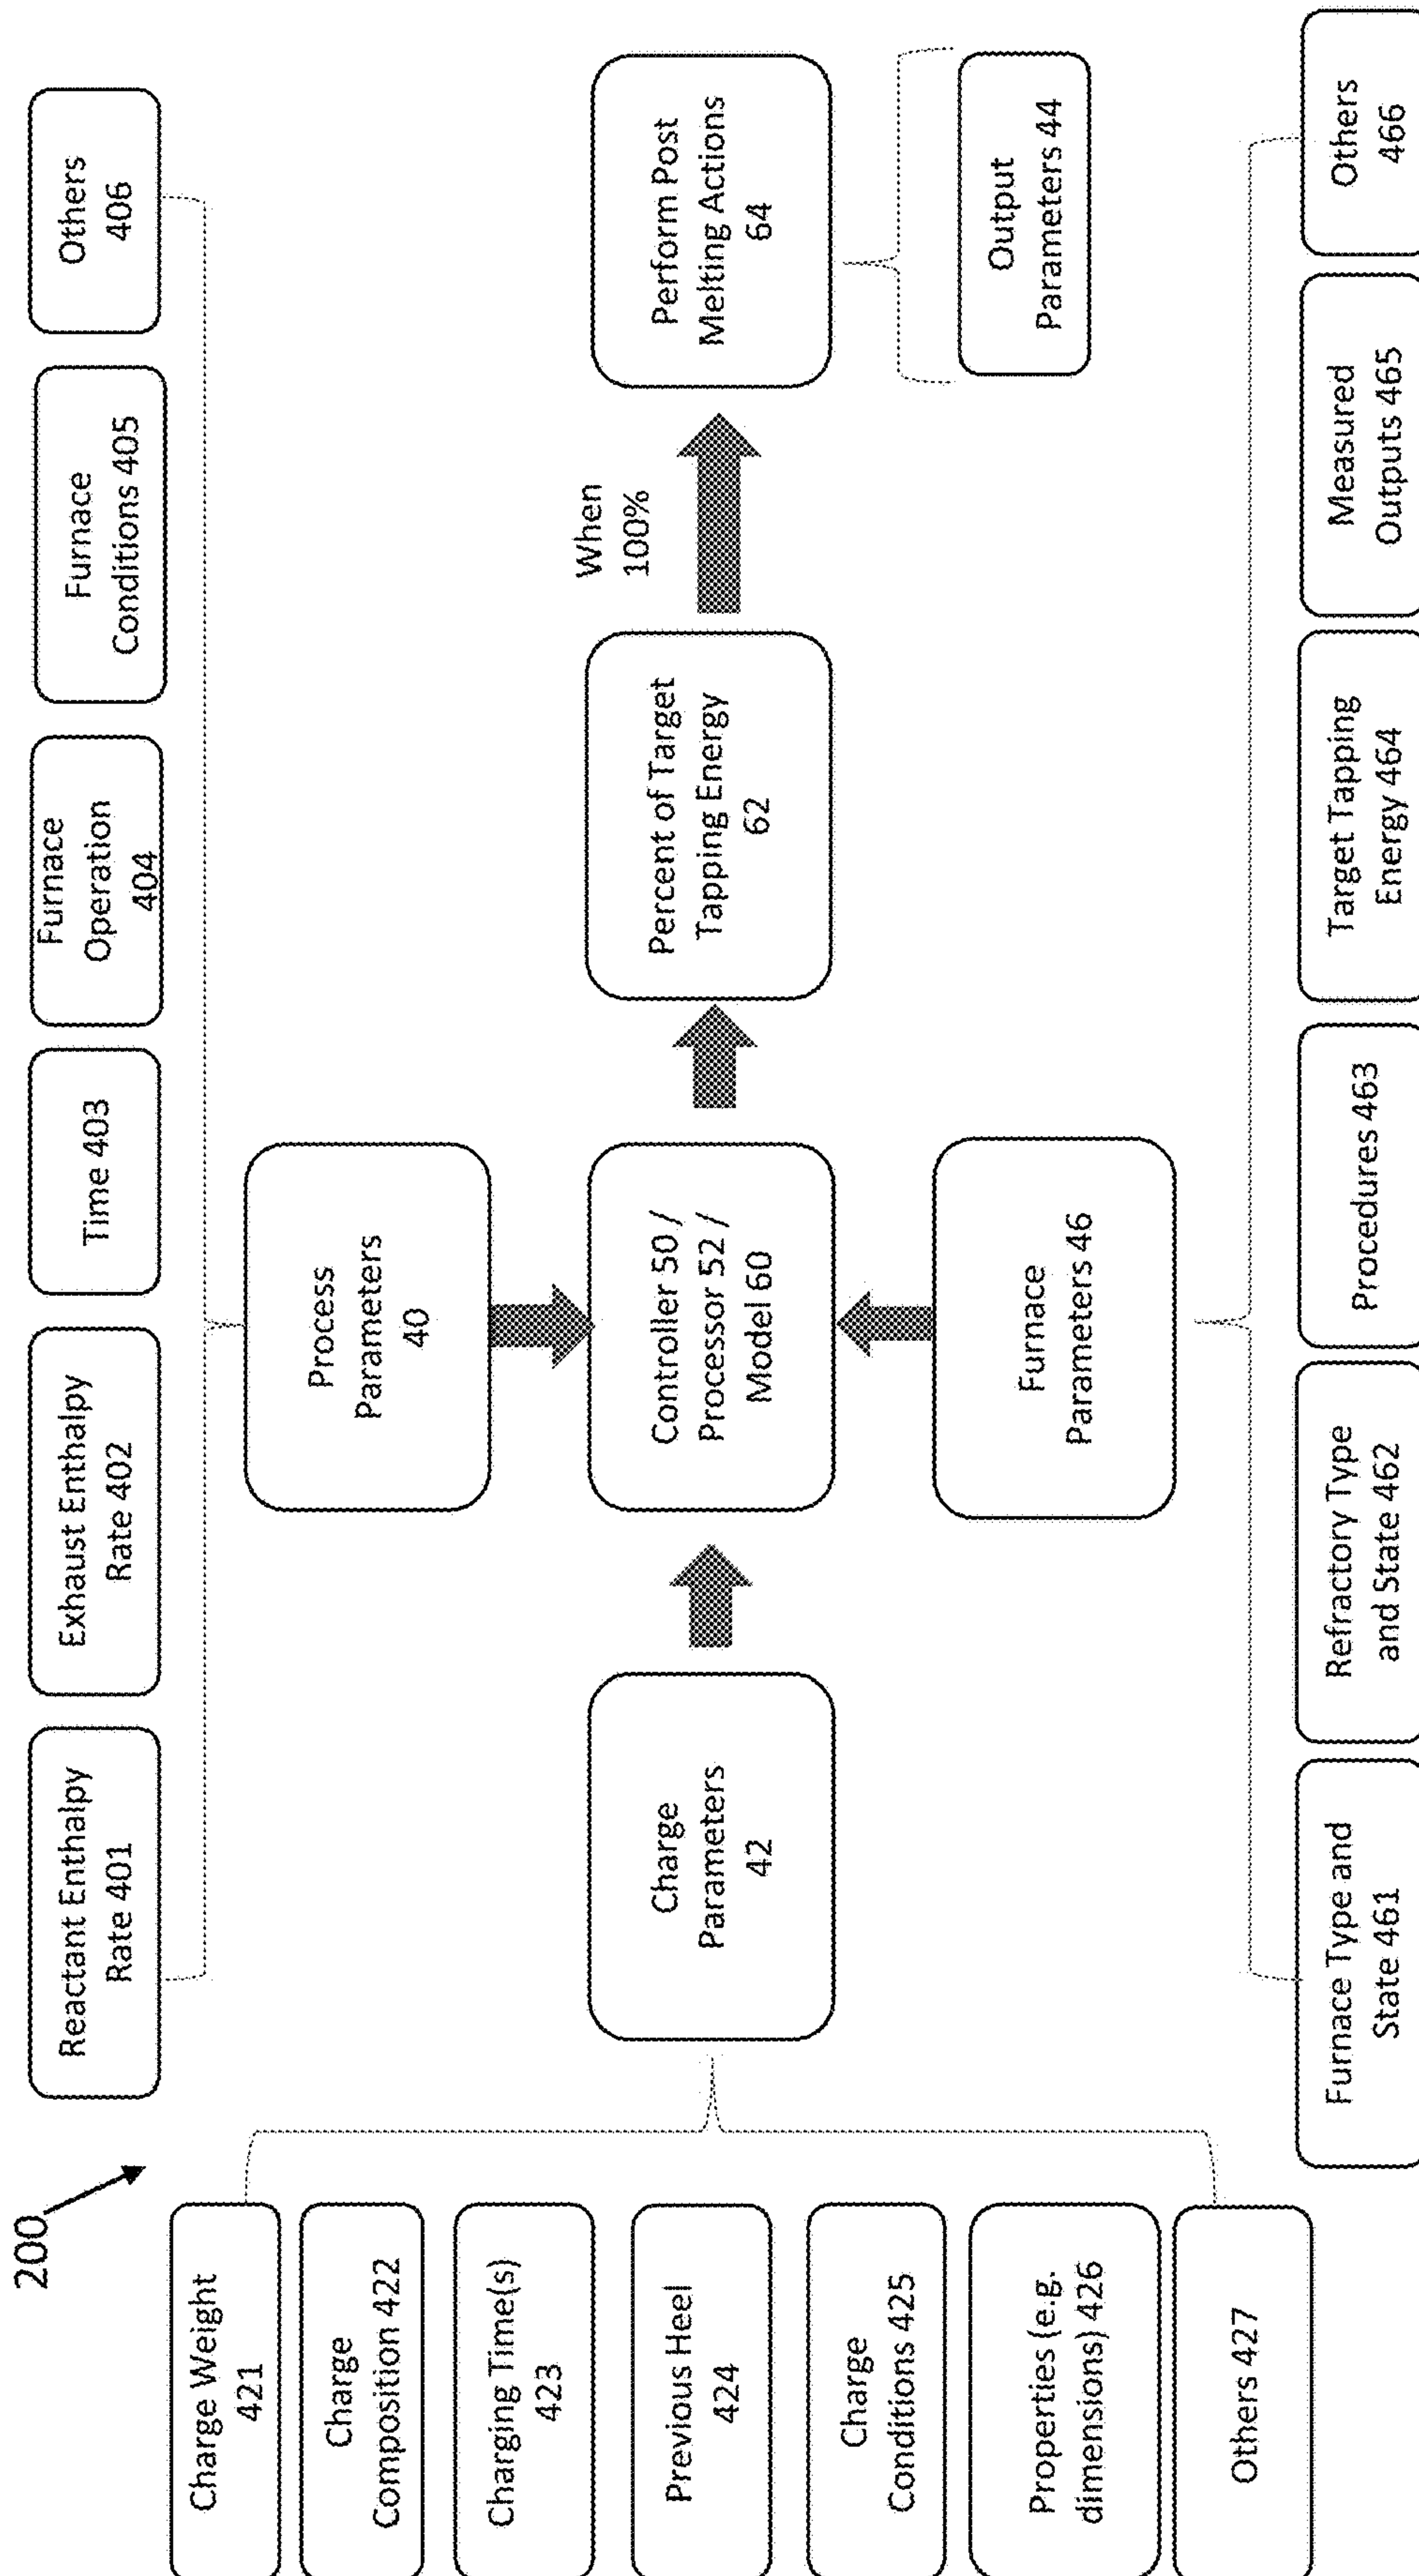 200
Reactant Enthalpy
Rate 401
Exhaust Enthalpy
Rate 402
Time 403
Furnace
Operation
404
Furnace
Conditions 405
Others
406
Charge Weight
421
Charge
Composition 422
Charging Time(s)
423
Previous Heel
424
Charge
Conditions 425
Properties (e.g.
dimensions) 426
Others 427
Process
Parameters
40
Charge
Parameters
42
Controller 50 /
Processor 52 /
Model 60
Percent of Target
Tapping Energy
62
When
100%
Perform Post
Melting Actions
64
Output
Parameters 44
Furnace
Parameters 46
Furnace Type and
State 461
Refractory Type
and State 462
Procedures 463
Target Tapping
Energy 464
Measured
Outputs 465
Others
466